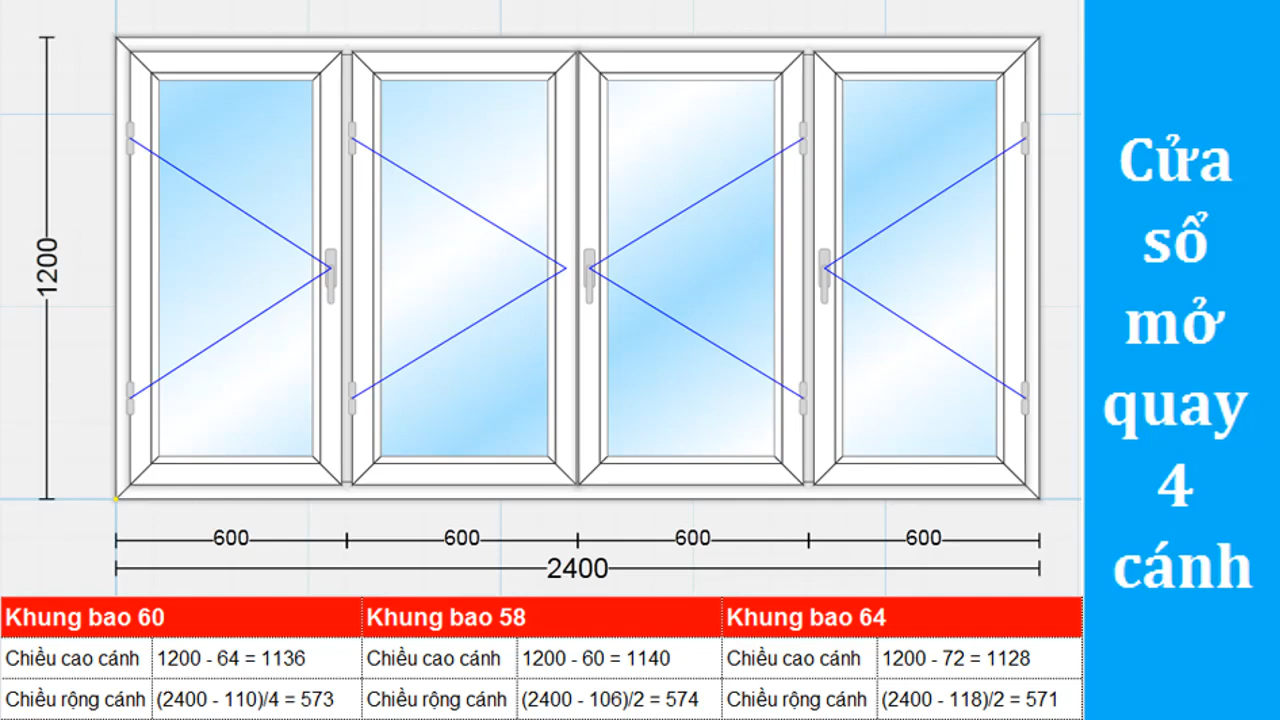 1200
600
600
600
600
2400
Cửa
sổ
mở
quay
4
cánh
Khung bao 60
Khung bao 58
Khung bao 64
Chiều cao cánh
1200 - 64 = 1136
Chiều cao cánh
1200 - 60 = 1140
Chiều cao cánh
1200 - 72 = 1128
Chiều rộng cánh
(2400 - 110)/4 = 573
Chiều rộng cánh
(2400 - 106)/2 = 574
Chiều rộng cánh
(2400 - 118)/2 = 571